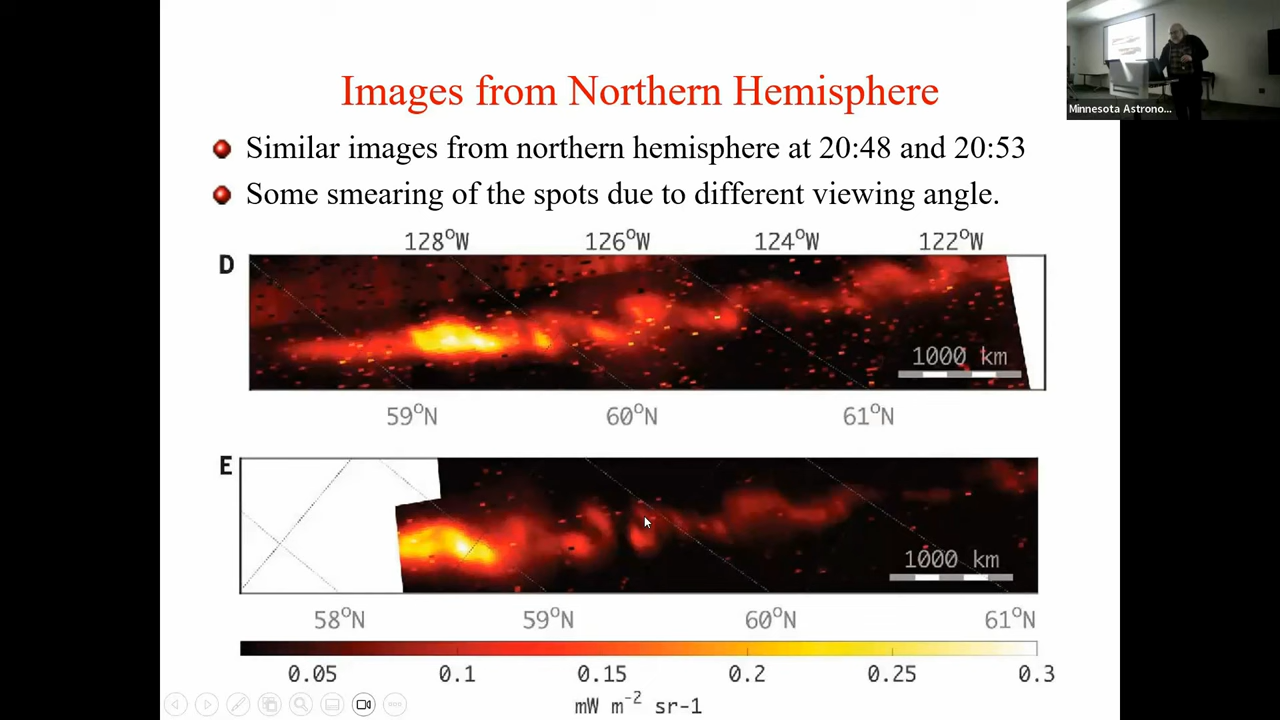 Images from Northern Hemisphere
Similar images from northern hemisphere at 20:48 and 20:53
Some smearing of the spots due to different viewing angle.
128°W 126°W 124°W 122°W
D
1000 km
59°N 60°N 61°N
E
1000 km
58°N 59°N 60°N 61°N
0.05 0.1 0.15 0.2 0.25 0.3
mW m⁻² sr-1
Minnesota Astrono...